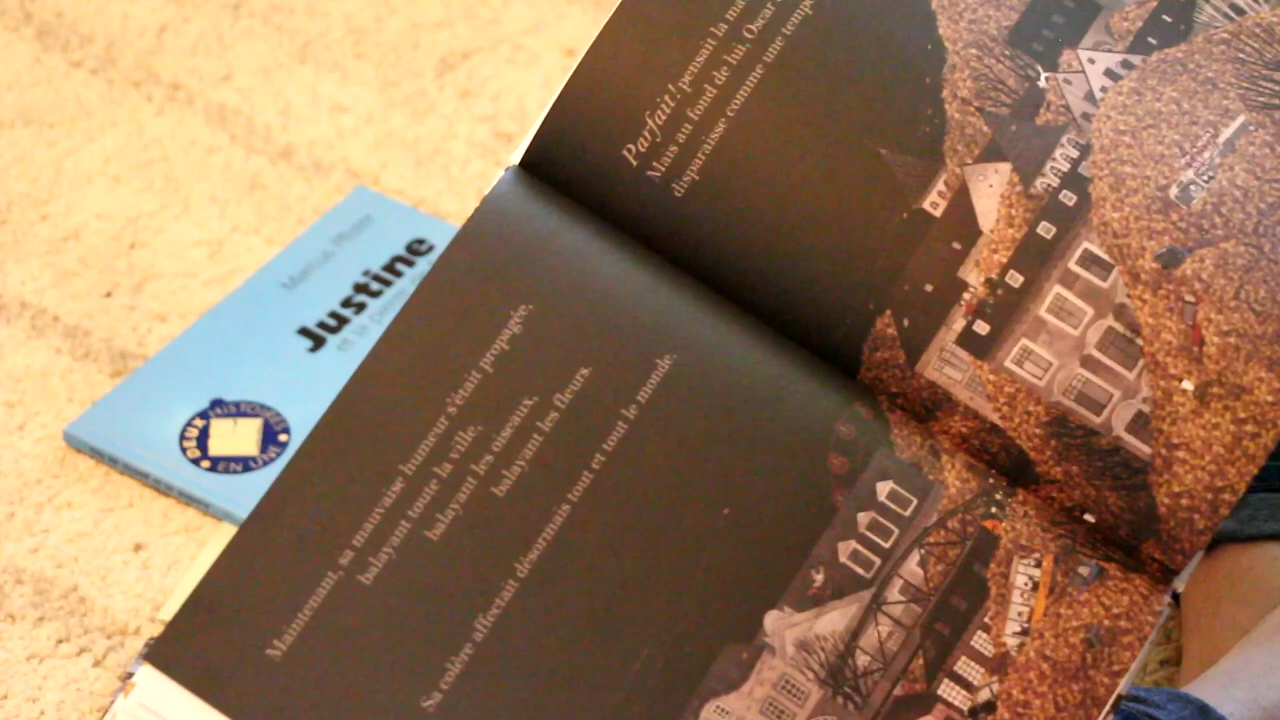 Parfait! pensait la
Mais au fond de lui, Oscar
disparaisse comme une
Maintenant, sa mauvaise humeur s'était propagée,
balayant toute la ville,
balayant les oiseaux,
balayant les fleurs.
Sa colère affectait désormais tout et tout le monde.
Marcus Pfister
Justine
et la
DEUX HISTOIRES
EN UNE